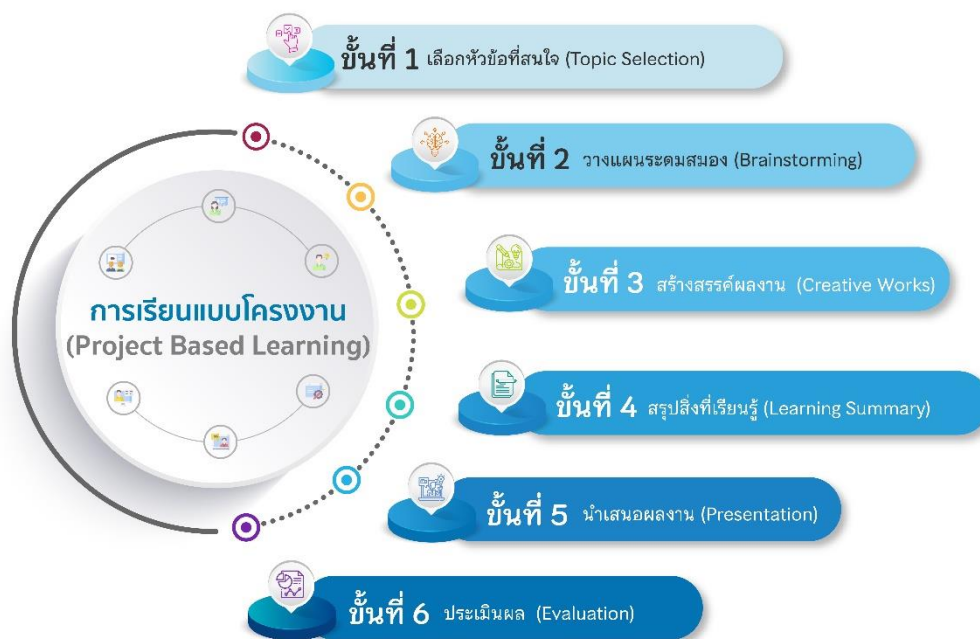 ขั้นที่ 1 เลือกหัวข้อที่สนใจ (Topic Selection)
ขั้นที่ 2 วางแผนระดมสมอง (Brainstorming)
ขั้นที่ 3 สร้างสรรค์ผลงาน (Creative Works)
การเรียนแบบโครงงาน
(Project Based Learning)
ขั้นที่ 4 สรุปสิ่งที่เรียนรู้ (Learning Summary)
ขั้นที่ 5 นำเสนอผลงาน (Presentation)
ขั้นที่ 6 ประเมินผล (Evaluation)